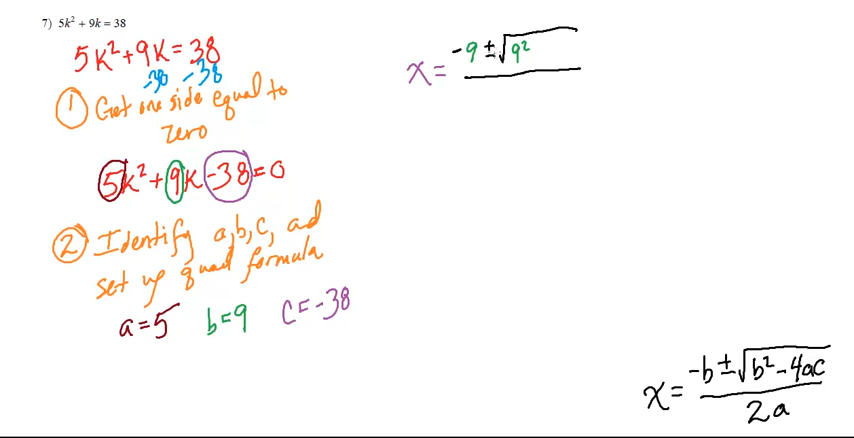 7) 5k² + 9k = 38
5k² + 9k = 38
-38 -38
① Get one side equal to
zero
5k² + 9k - 38 = 0
② Identify a, b, c, ad
set up quad formula
a = 5 b = 9 c = -38
x = (-9 ± √(9²
x = (-b ± √(b² - 4ac)) / 2a